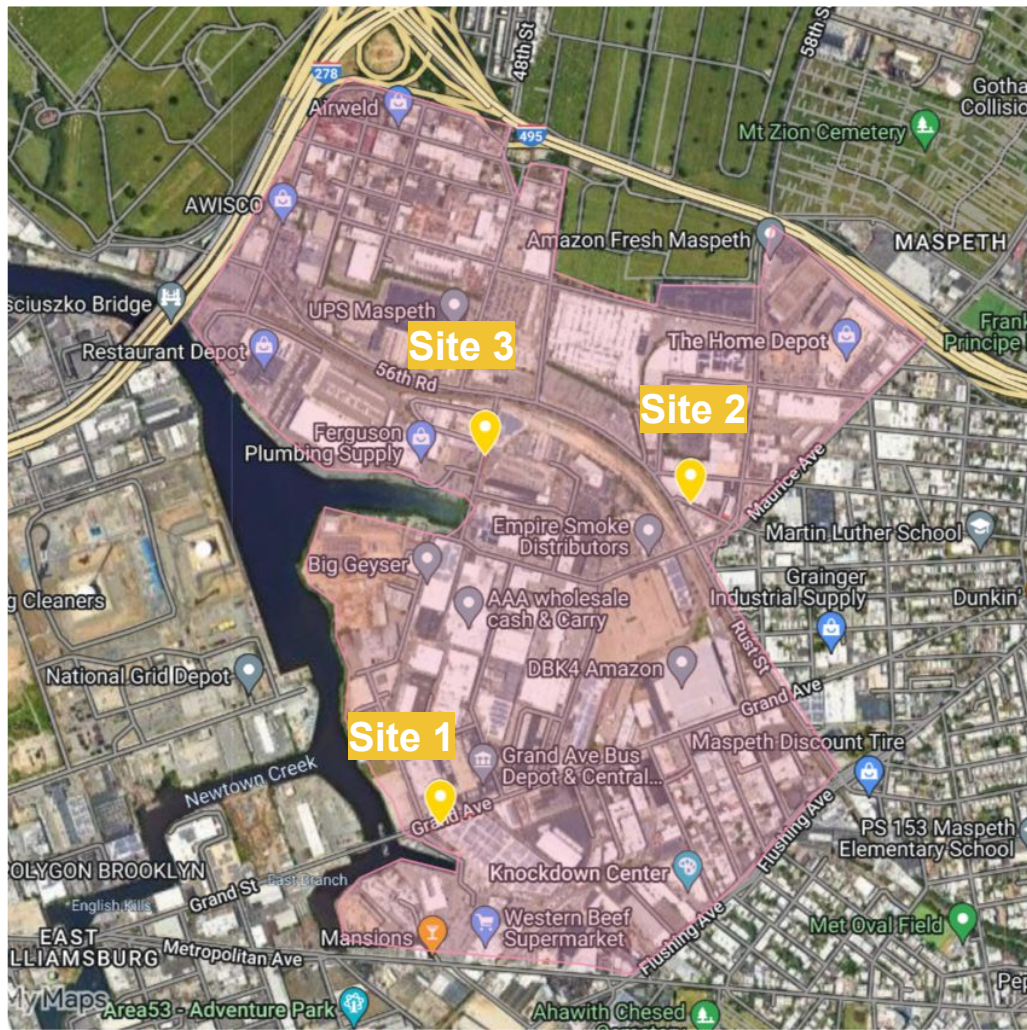 48th St
58th S
278
Gotha
Collisio
Airweld
495
Mt Zion Cemetery
AWISCO
Amazon Fresh Maspeth
MASPETH
sciuszko Bridge
UPS Maspeth
Site 3
Fran
Principe
The Home Depot
Restaurant Depot
56th Rd
Site 2
Ferguson
Plumbing Supply
Maurice Ave
Empire Smoke
Distributors
Martin Luther School
Big Geyser
Grainger
Industrial Supply
g Cleaners
AAA wholesale
cash & Carry
Dunkin'
Rust St
National Grid Depot
DBK4 Amazon
Grand Ave
Site 1
Maspeth Discount Tire
Grand Ave Bus
Depot & Central...
Newtown Creek
Grand Ave
Flushing Ave
PS 153 Maspeth
Elementary School
OLYGON BROOKLYN
Grand St
East Branch
Knockdown Center
English Kills
Western Beef
Supermarket
Met Oval Field
EAST
LLIAMSBURG
Mansions
Metropolitan Ave
Flushing Ave
Pe
My Maps
Area53 - Adventure Park
Ahawith Chesed